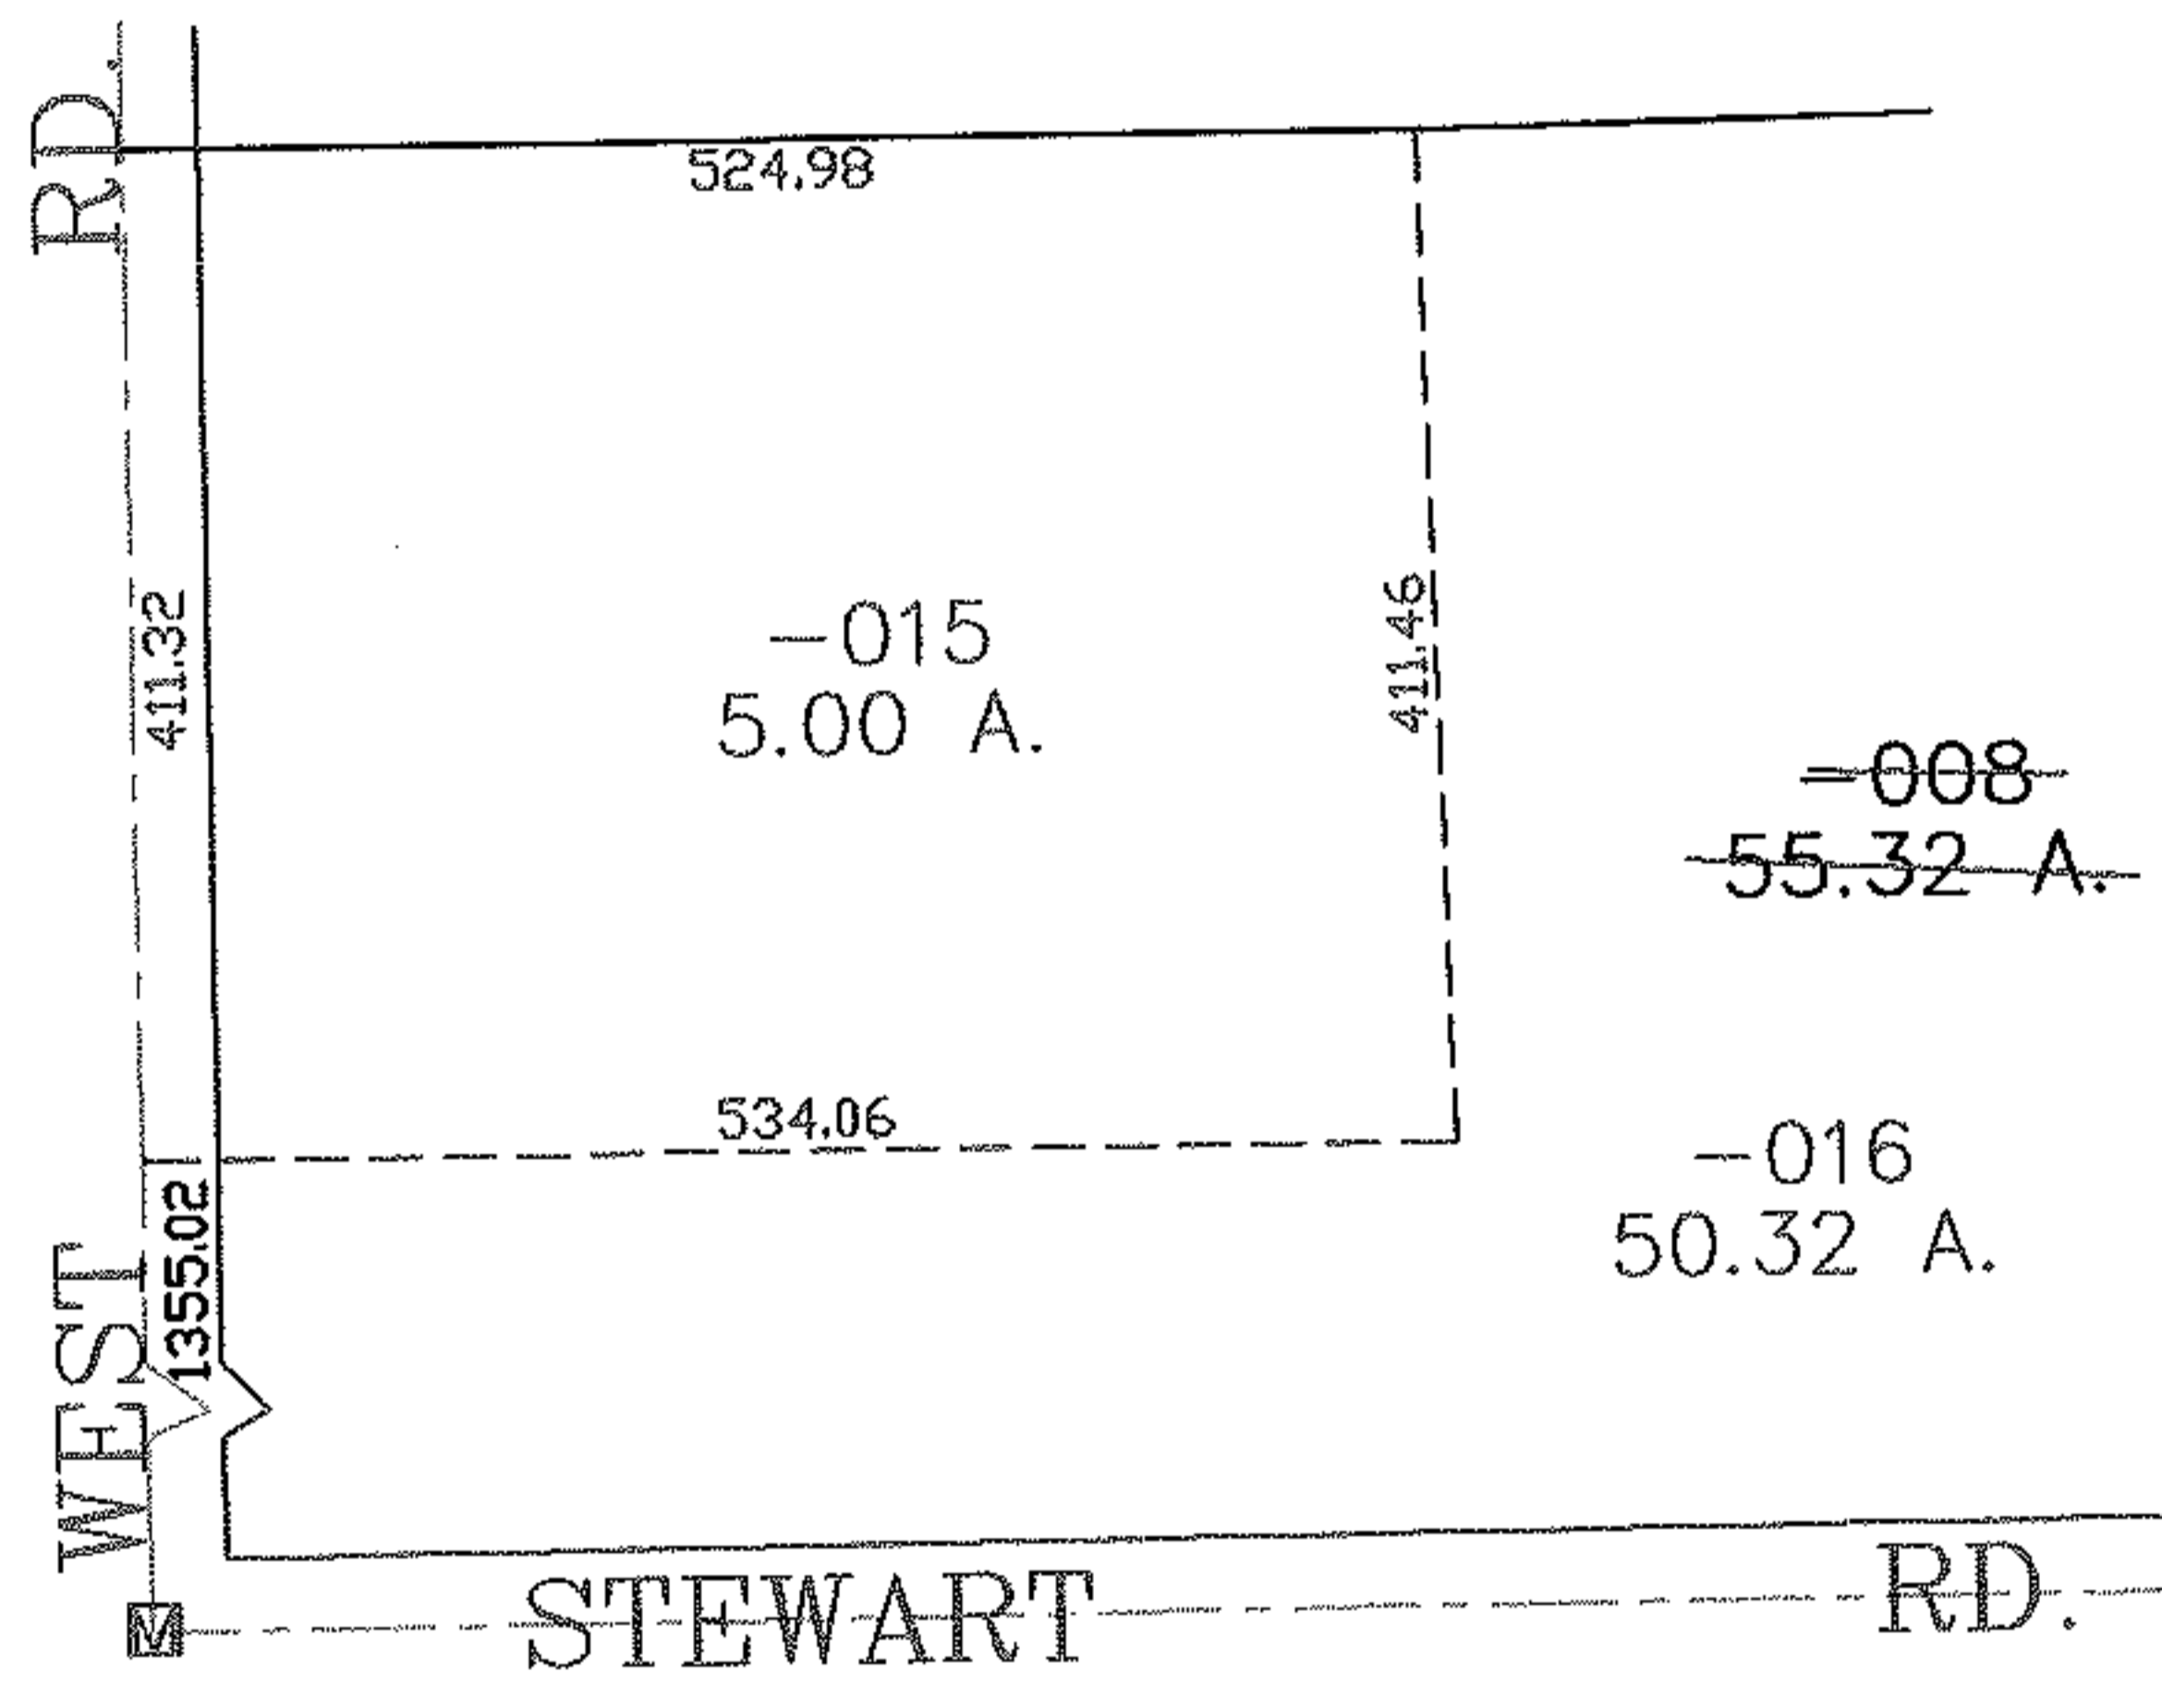 WEST RD.
524.98
411.32
-015
5.00 A.
411.46
-008
55.32 A.
534.06
-016
50.32 A.
1355.02
STEWART RD.